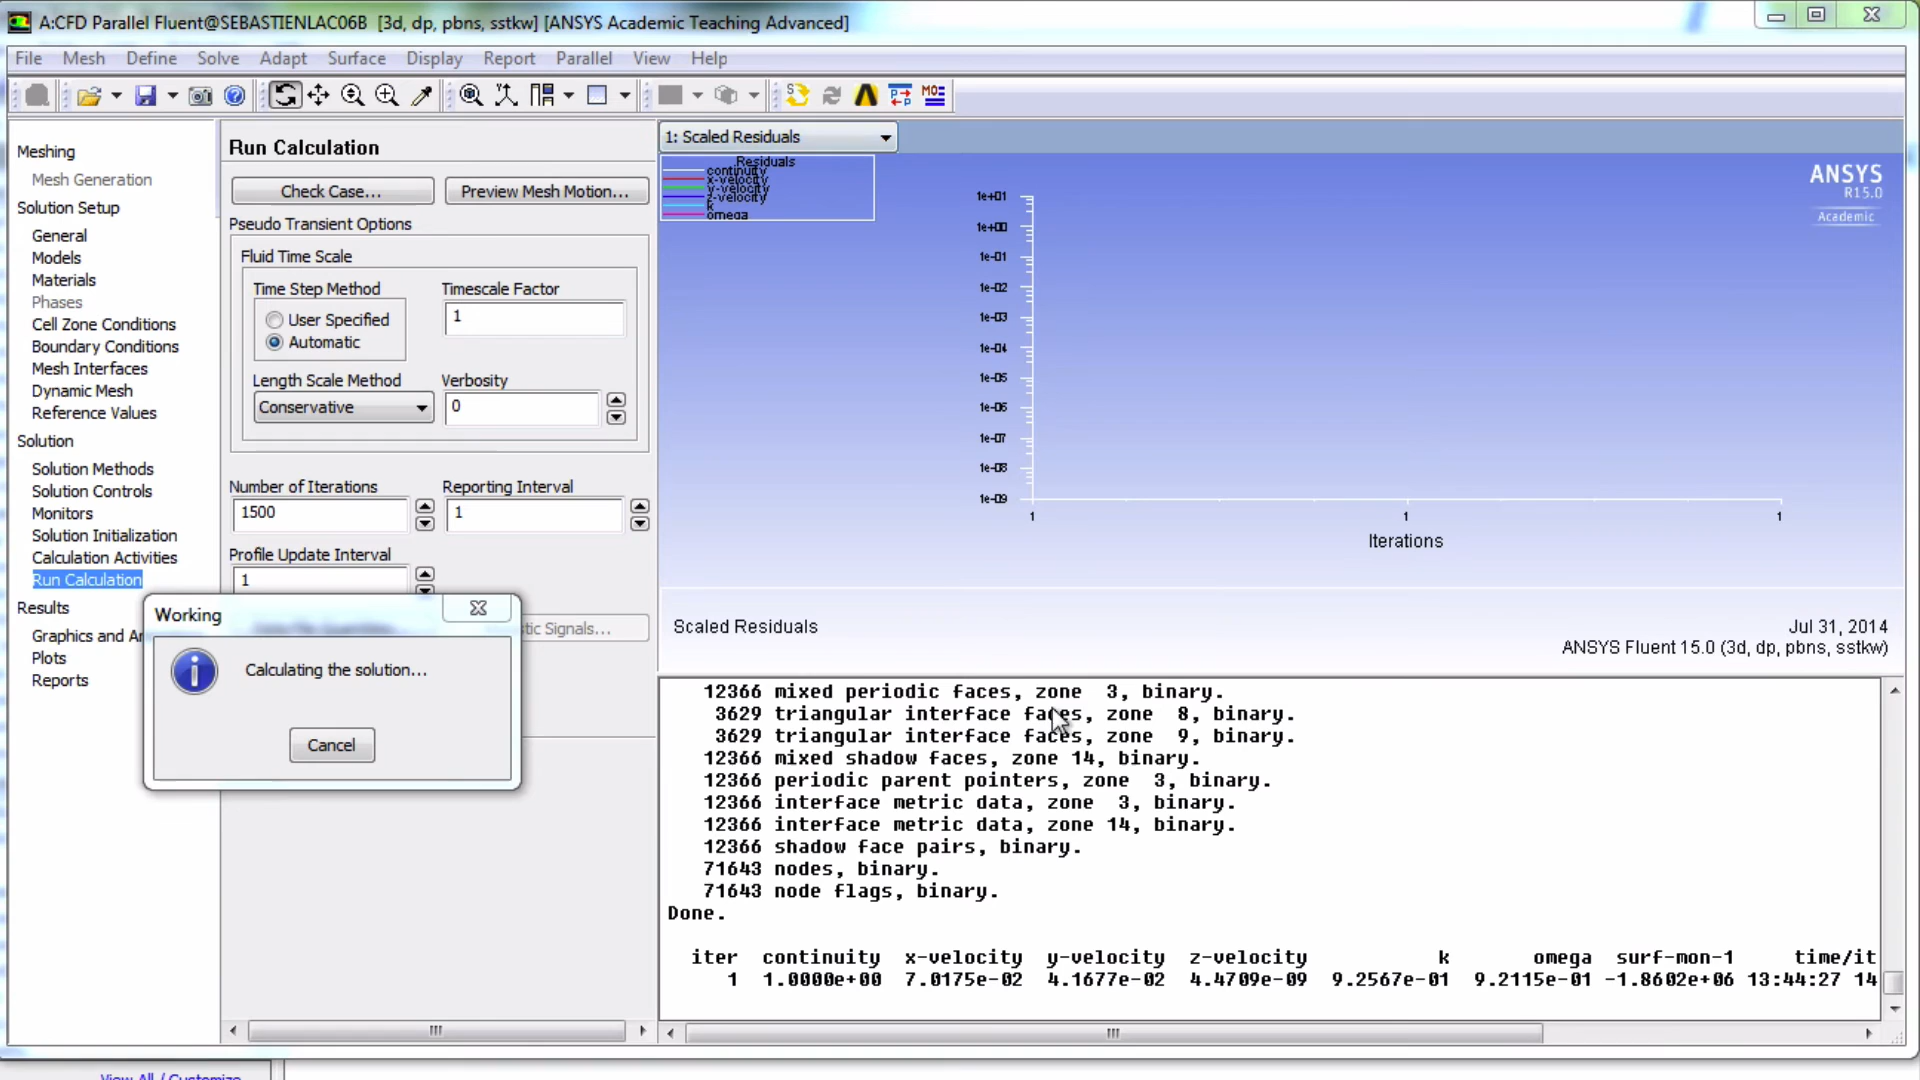 A:CFD Parallel Fluent@SEBASTIENLAC06B [3d, dp, pbns, sstkw] [ANSYS Academic Teaching Advanced]
File Mesh Define Solve Adapt Surface Display Report Parallel View Help
Meshing
Mesh Generation
Solution Setup
General
Models
Materials
Phases
Cell Zone Conditions
Boundary Conditions
Mesh Interfaces
Dynamic Mesh
Reference Values
Solution
Solution Methods
Solution Controls
Monitors
Solution Initialization
Calculation Activities
Run Calculation
Results
Graphics and An
Plots
Reports
Run Calculation
Check Case... Preview Mesh Motion...
Pseudo Transient Options
Fluid Time Scale
Time Step Method Timescale Factor
User Specified 1
Automatic
Length Scale Method Verbosity
Conservative 0
Number of Iterations Reporting Interval
1500 1
Profile Update Interval
1
tic Signals...
Working
Calculating the solution...
Cancel
1: Scaled Residuals
Residuals
continuity
x-velocity
y-velocity
z-velocity
k
omega
1e+01
1e+00
1e-01
1e-02
1e-03
1e-04
1e-05
1e-06
1e-07
1e-08
1e-09
1 1 1
Iterations
ANSYS
R15.0
Academic
Scaled Residuals
Jul 31, 2014
ANSYS Fluent 15.0 (3d, dp, pbns, sstkw)
12366 mixed periodic faces, zone 3, binary.
3629 triangular interface faces, zone 8, binary.
3629 triangular interface faces, zone 9, binary.
12366 mixed shadow faces, zone 14, binary.
12366 periodic parent pointers, zone 3, binary.
12366 interface metric data, zone 3, binary.
12366 interface metric data, zone 14, binary.
12366 shadow face pairs, binary.
71643 nodes, binary.
71643 node flags, binary.
Done.
iter continuity x-velocity y-velocity z-velocity k omega surf-mon-1 time/it
1 1.0000e+00 7.0175e-02 4.1677e-02 4.4709e-09 9.2567e-01 9.2115e-01 -1.8602e+06 13:44:27 14
View All / Customize